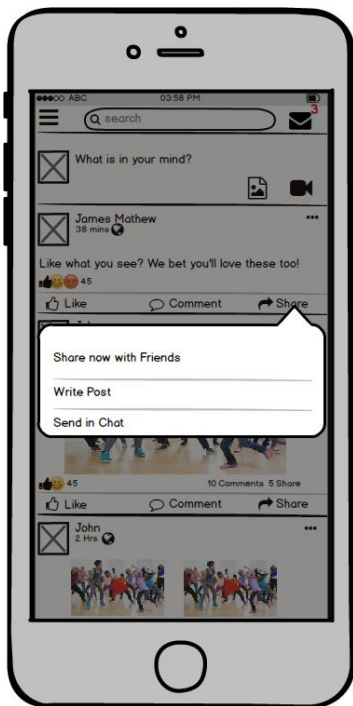 ABC 03:58 PM
search 3
What is in your mind?
James Mathew
38 mins
Like what you see? We bet you'll love these too!
45
Like Comment Share
Share now with Friends
Write Post
Send in Chat
45 10 Comments 5 Share
Like Comment Share
John
2 Hrs